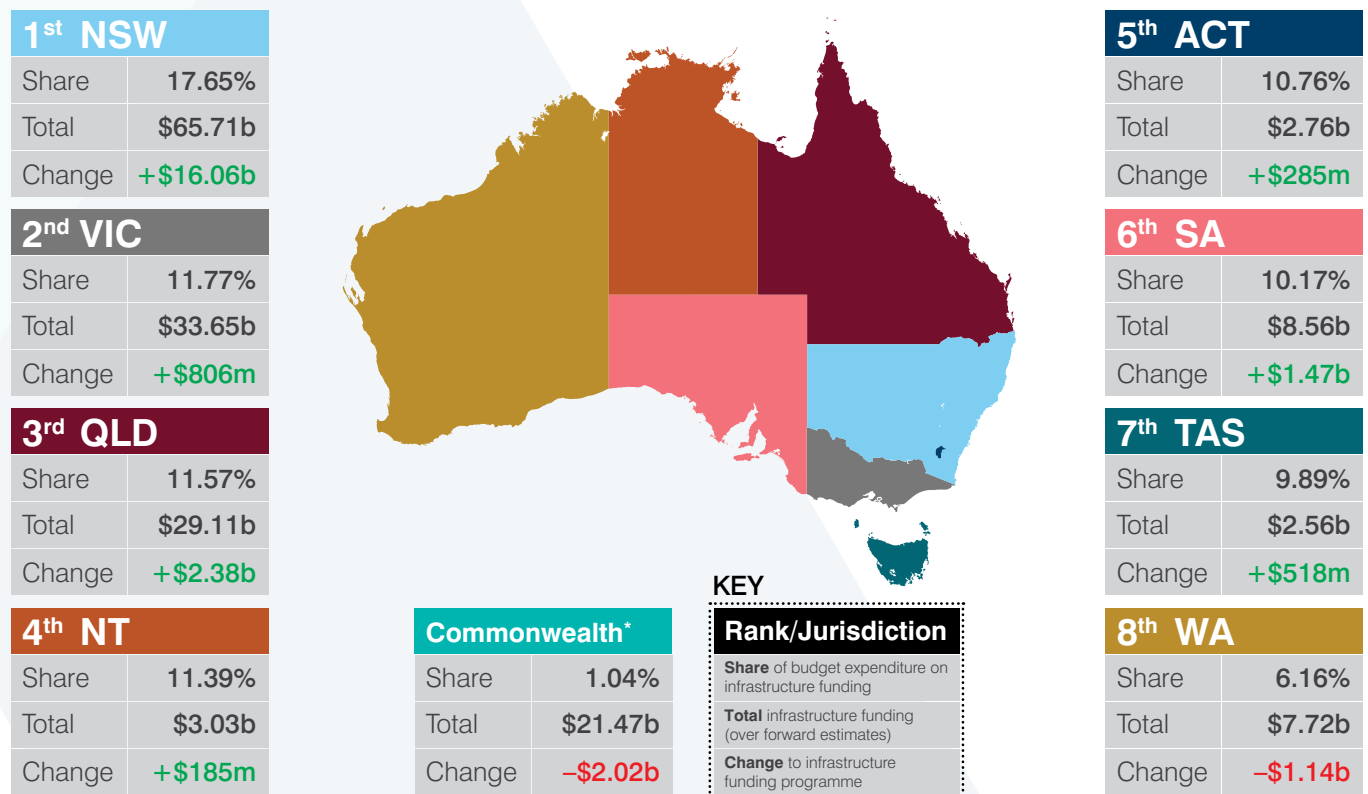 1st NSW
Share 17.65%
Total $65.71b
Change +$16.06b
2nd VIC
Share 11.77%
Total $33.65b
Change +$806m
3rd QLD
Share 11.57%
Total $29.11b
Change +$2.38b
4th NT
Share 11.39%
Total $3.03b
Change +$185m
Commonwealth*
Share 1.04%
Total $21.47b
Change –$2.02b
KEY
Rank/Jurisdiction
Share of budget expenditure on
infrastructure funding
Total infrastructure funding
(over forward estimates)
Change to infrastructure
funding programme
5th ACT
Share 10.76%
Total $2.76b
Change +$285m
6th SA
Share 10.17%
Total $8.56b
Change +$1.47b
7th TAS
Share 9.89%
Total $2.56b
Change +$518m
8th WA
Share 6.16%
Total $7.72b
Change –$1.14b